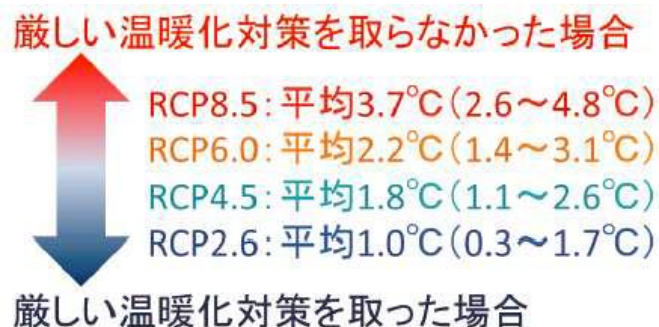 厳しい温暖化対策を取らなかった場合
RCP8.5:平均3.7℃(2.6～4.8℃)
RCP6.0:平均2.2℃(1.4～3.1℃)
RCP4.5:平均1.8℃(1.1～2.6℃)
RCP2.6:平均1.0℃(0.3～1.7℃)
厳しい温暖化対策を取った場合